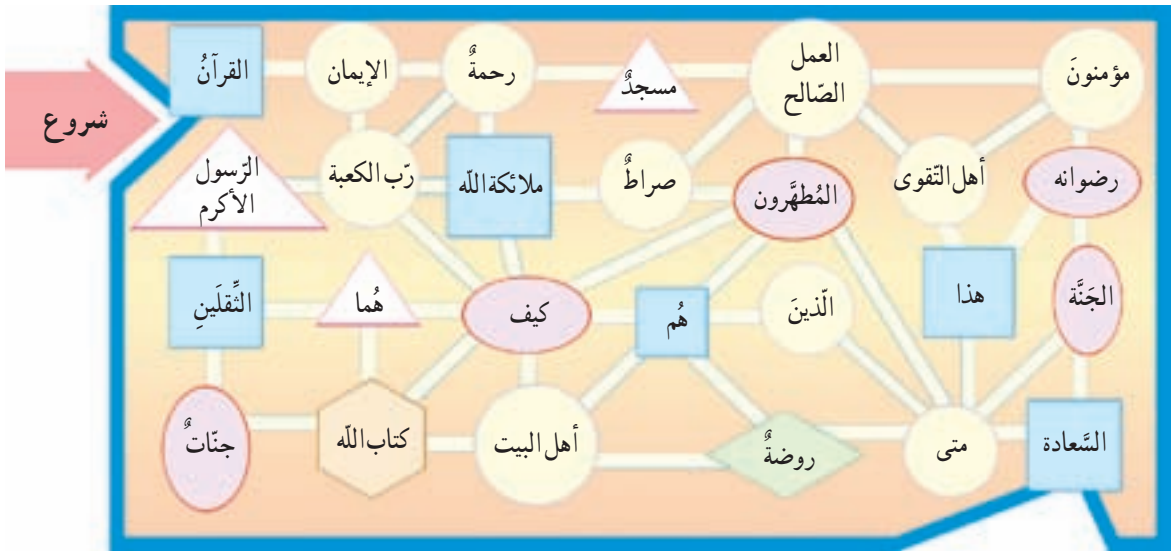 شروع
القرآنُ
الإيمان
رحمةٌ
مسجدٌ
العمل
الصّالح
مؤمنونَ
الرّسول
الأكرم
ربّ الكعبة
ملائكة اللّه
صراطٌ
المُطهَّرون
أهل التّقوى
رضوانه
الثِّقلَينِ
هُما
كيف
هُم
الّذينَ
هذا
الجَنَّة
جنّاتٌ
كتاب اللّه
أهل البيت
روضةٌ
متى
السَّعادة